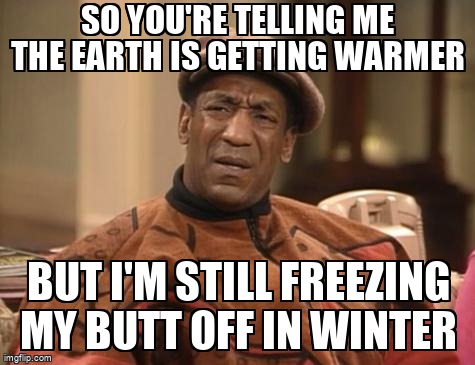 SO YOU'RE TELLING ME
THE EARTH IS GETTING WARMER
BUT I'M STILL FREEZING
MY BUTT OFF IN WINTER
imgflip.com